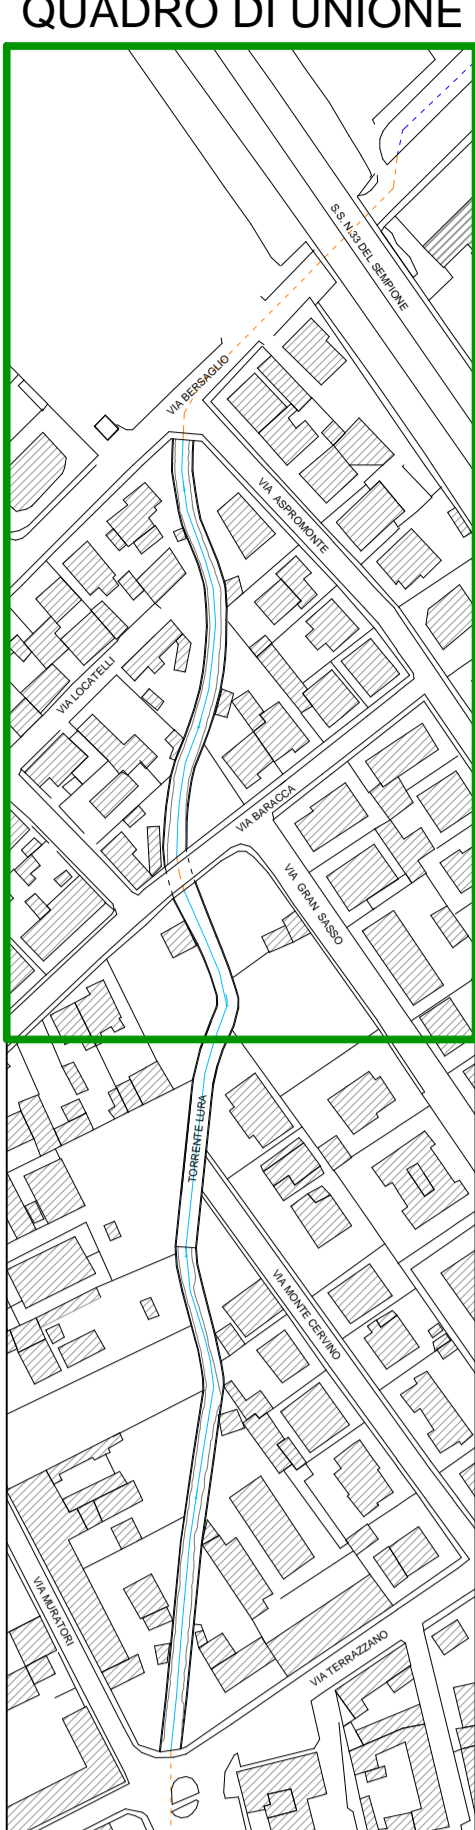 QUADRO DI UNIONE
S.S. N.33 DEL SEMPIONE
VIA BERSAGLIO
VIA ASPROMONTE
VIA LOCATELLI
VIA BARACCA
VIA GRAN SASSO
TORRENTE LURA
VIA MONTE CERVINO
VIA MURATORI
VIA TERRAZZANO